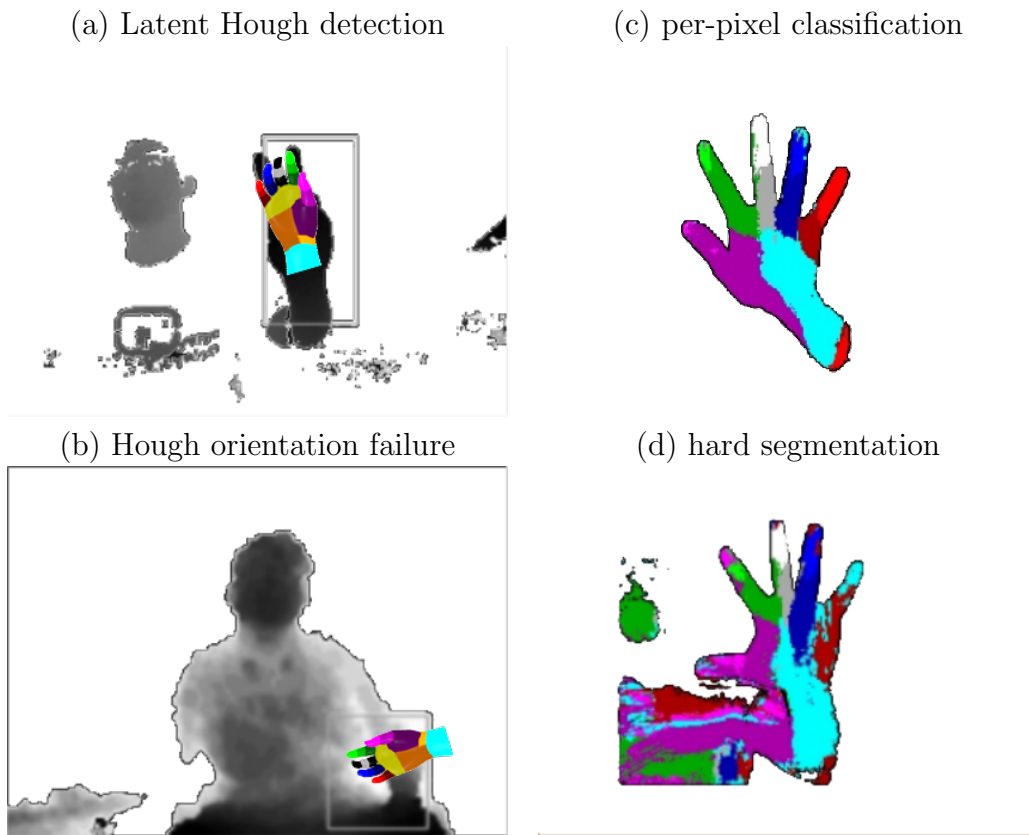 (a) Latent Hough detection
(c) per-pixel classification
(b) Hough orientation failure
(d) hard segmentation